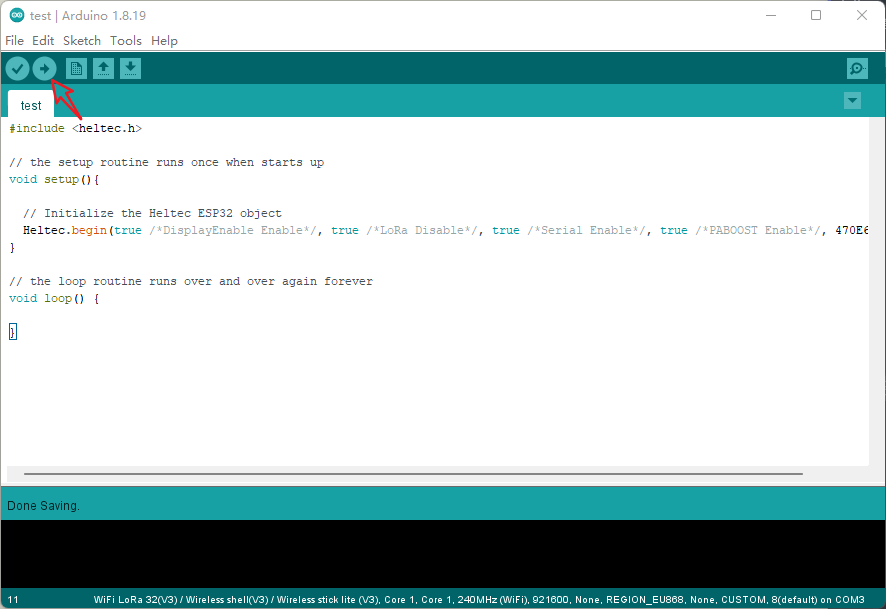 test | Arduino 1.8.19
File Edit Sketch Tools Help
test
#include <heltec.h>
// the setup routine runs once when starts up
void setup(){
// Initialize the Heltec ESP32 object
Heltec.begin(true /*DisplayEnable Enable*/, true /*LoRa Disable*/, true /*Serial Enable*/, true /*PABOOST Enable*/, 470E6
}
// the loop routine runs over and over again forever
void loop() {
}
Done Saving.
11 WiFi LoRa 32(V3) / Wireless shell(V3) / Wireless stick lite (V3), Core 1, Core 1, 240MHz (WiFi), 921600, None, REGION_EU868, None, CUSTOM, 8(default) on COM3